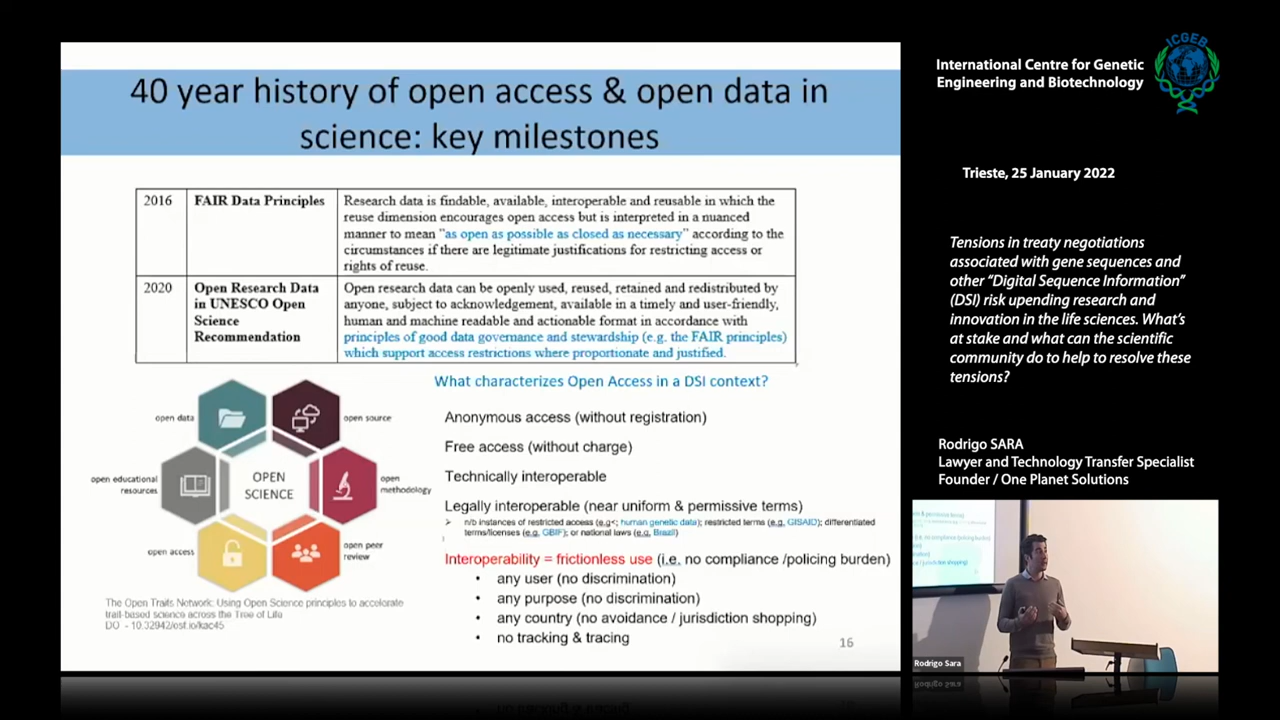 40 year history of open access & open data in
science: key milestones
2016 FAIR Data Principles Research data is findable, available, interoperable and reusable in which the
reuse dimension encourages open access but is interpreted in a nuanced
manner to mean "as open as possible as closed as necessary" according to the
circumstances if there are legitimate justifications for restricting access or
rights of reuse.
2020 Open Research Data Open research data can be openly used, reused, retained and redistributed by
in UNESCO Open anyone, subject to acknowledgement, available in a timely and user-friendly,
Science human and machine readable and actionable format in accordance with
Recommendation principles of good data governance and stewardship (e.g. the FAIR principles)
which support access restrictions where proportionate and justified.
open data
open source
open educational
resources
OPEN
SCIENCE
open
methodology
open access
open peer
review
The Open Traits Network: Using Open Science principles to accelerate
trait-based science across the Tree of Life
DO - 10.32942/osf.io/kac45
What characterizes Open Access in a DSI context?
Anonymous access (without registration)
Free access (without charge)
Technically interoperable
Legally interoperable (near uniform & permissive terms)
n/b instances of restricted access (e.g<; human genetic data); restricted terms (e.g, GISAID); differentiated
terms/licenses (e.g. GBIF); or national laws (e.g, Brazil)
Interoperability = frictionless use (i.e. no compliance /policing burden)
• any user (no discrimination)
• any purpose (no discrimination)
• any country (no avoidance / jurisdiction shopping)
• no tracking & tracing
16
International Centre for Genetic
Engineering and Biotechnology
ICGEB
Trieste, 25 January 2022
Tensions in treaty negotiations
associated with gene sequences and
other "Digital Sequence Information"
(DSI) risk upending research and
innovation in the life sciences. What's
at stake and what can the scientific
community do to help to resolve these
tensions?
Rodrigo SARA
Lawyer and Technology Transfer Specialist
Founder / One Planet Solutions
Rodrigo Sara